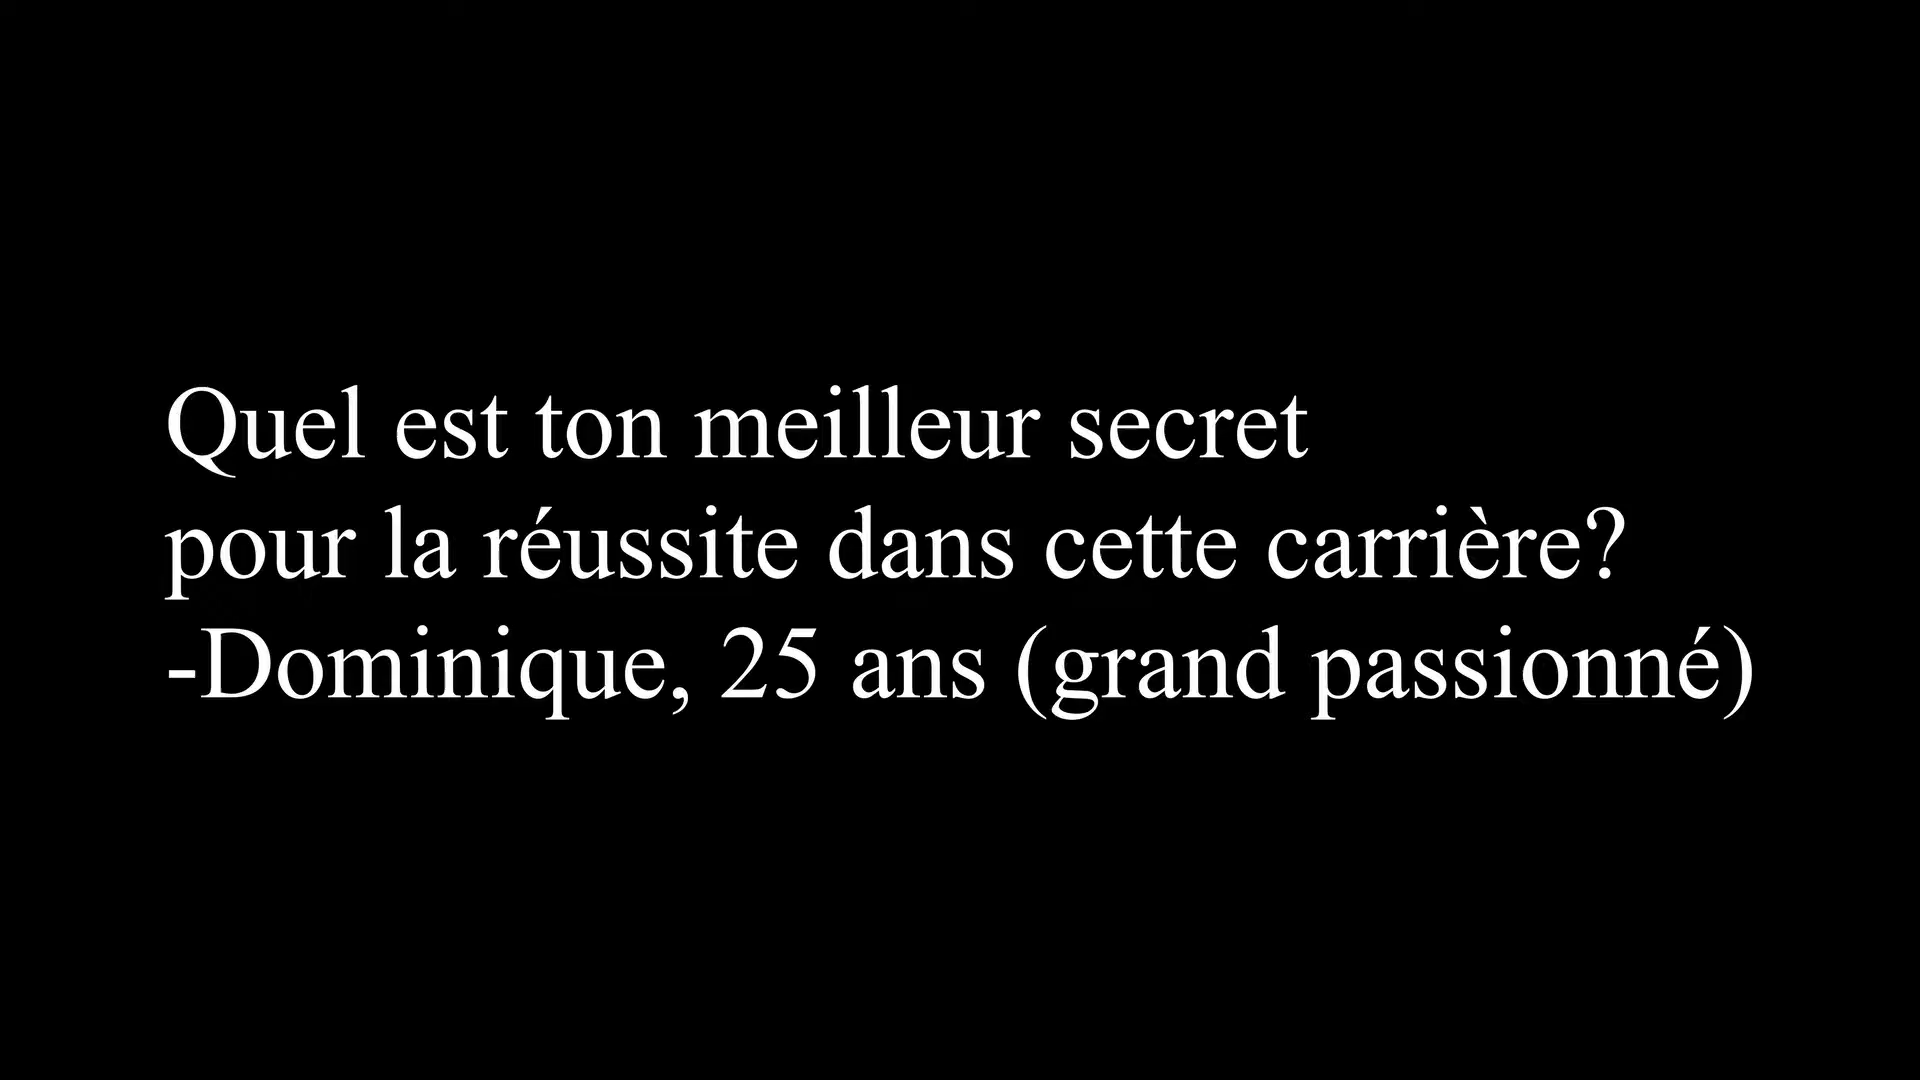 Quel est ton meilleur secret
pour la réussite dans cette carrière?
-Dominique, 25 ans (grand passionné)